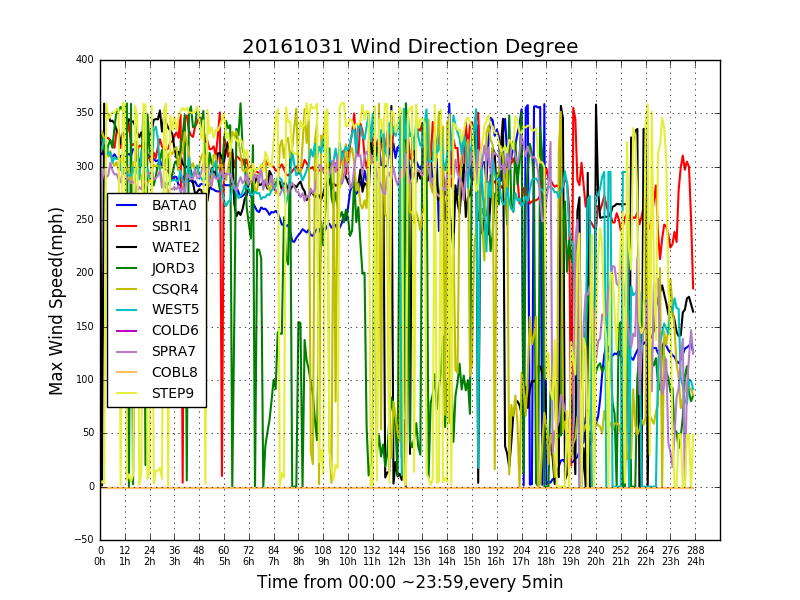 20161031 Wind Direction Degree
400
350
300
250
200
150
100
50
0
−50
Max Wind Speed(mph)
BATA0
SBRI1
WATE2
JORD3
CSQR4
WEST5
COLD6
SPRA7
COBL8
STEP9
0 12 24 36 48 60 72 84 96 108 120 132 144 156 168 180 192 204 216 228 240 252 264 276 288
0h 1h 2h 3h 4h 5h 6h 7h 8h 9h 10h 11h 12h 13h 14h 15h 16h 17h 18h 19h 20h 21h 22h 23h 24h
Time from 00:00 ~23:59,every 5min